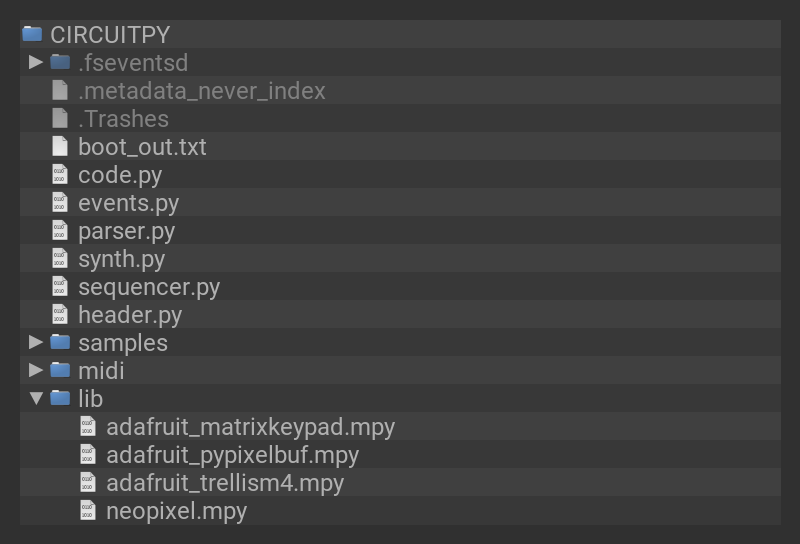 CIRCUITPY
.fseventsd
.metadata_never_index
.Trashes
boot_out.txt
code.py
events.py
parser.py
synth.py
sequencer.py
header.py
samples
midi
lib
adafruit_matrixkeypad.mpy
adafruit_pypixelbuf.mpy
adafruit_trellism4.mpy
neopixel.mpy